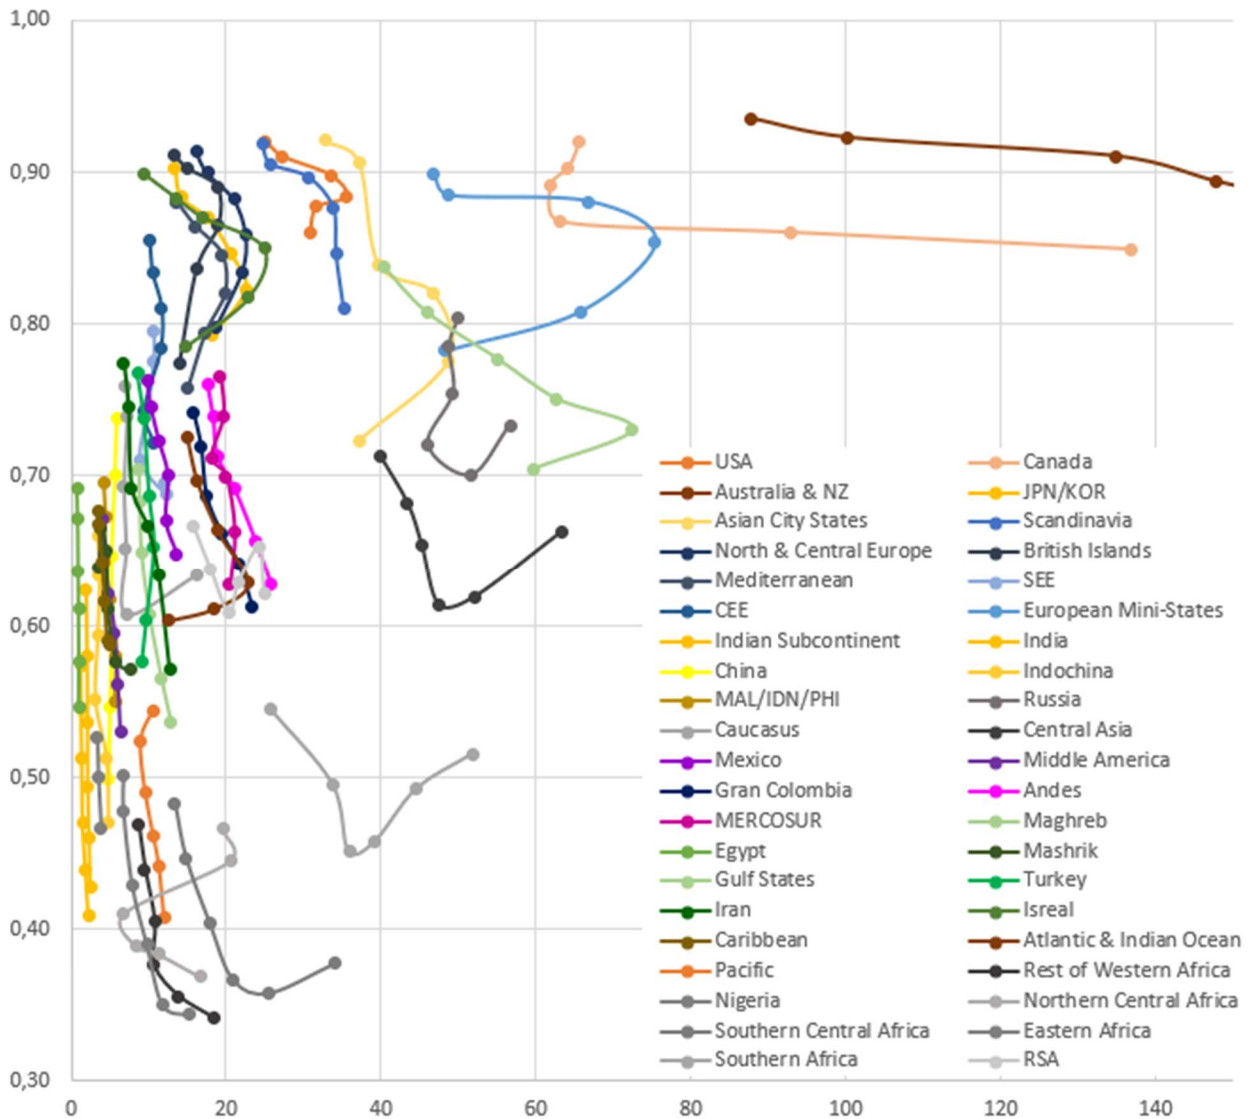 1,00
0,90
0,80
0,70
0,60
0,50
0,40
0,30
0 20 40 60 80 100 120 140
USA Canada
Australia & NZ JPN/KOR
Asian City States Scandinavia
North & Central Europe British Islands
Mediterranean SEE
CEE European Mini-States
Indian Subcontinent India
China Indochina
MAL/IDN/PHI Russia
Caucasus Central Asia
Mexico Middle America
Gran Colombia Andes
MERCOSUR Maghreb
Egypt Mashrik
Gulf States Turkey
Iran Isreal
Caribbean Atlantic & Indian Ocean
Pacific Rest of Western Africa
Nigeria Northern Central Africa
Southern Central Africa Eastern Africa
Southern Africa RSA